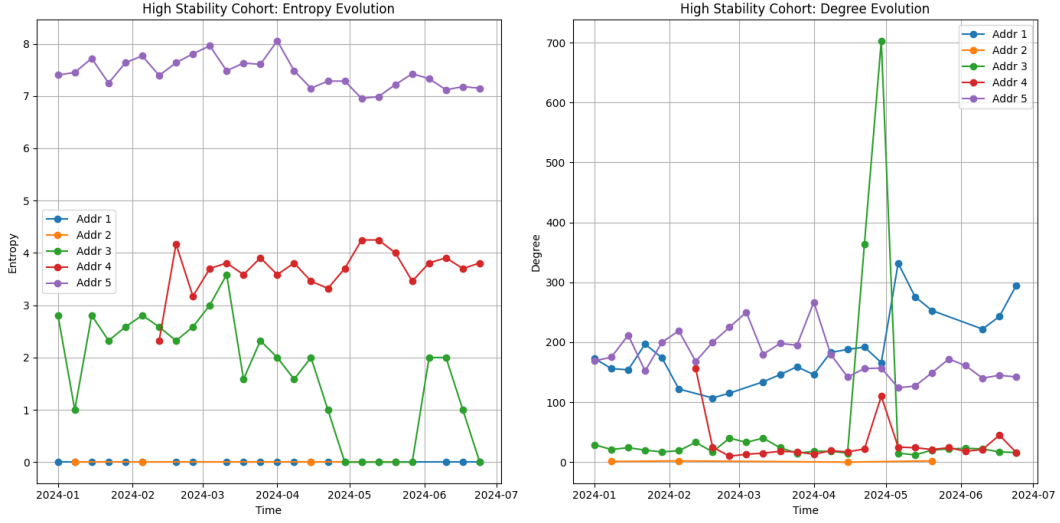 High Stability Cohort: Entropy Evolution
8
7
6
5
4
3
2
1
0
Entropy
Addr 1
Addr 2
Addr 3
Addr 4
Addr 5
2024-01
2024-02
2024-03
2024-04
2024-05
2024-06
2024-07
Time
High Stability Cohort: Degree Evolution
700
600
500
400
300
200
100
0
Degree
Addr 1
Addr 2
Addr 3
Addr 4
Addr 5
2024-01
2024-02
2024-03
2024-04
2024-05
2024-06
2024-07
Time